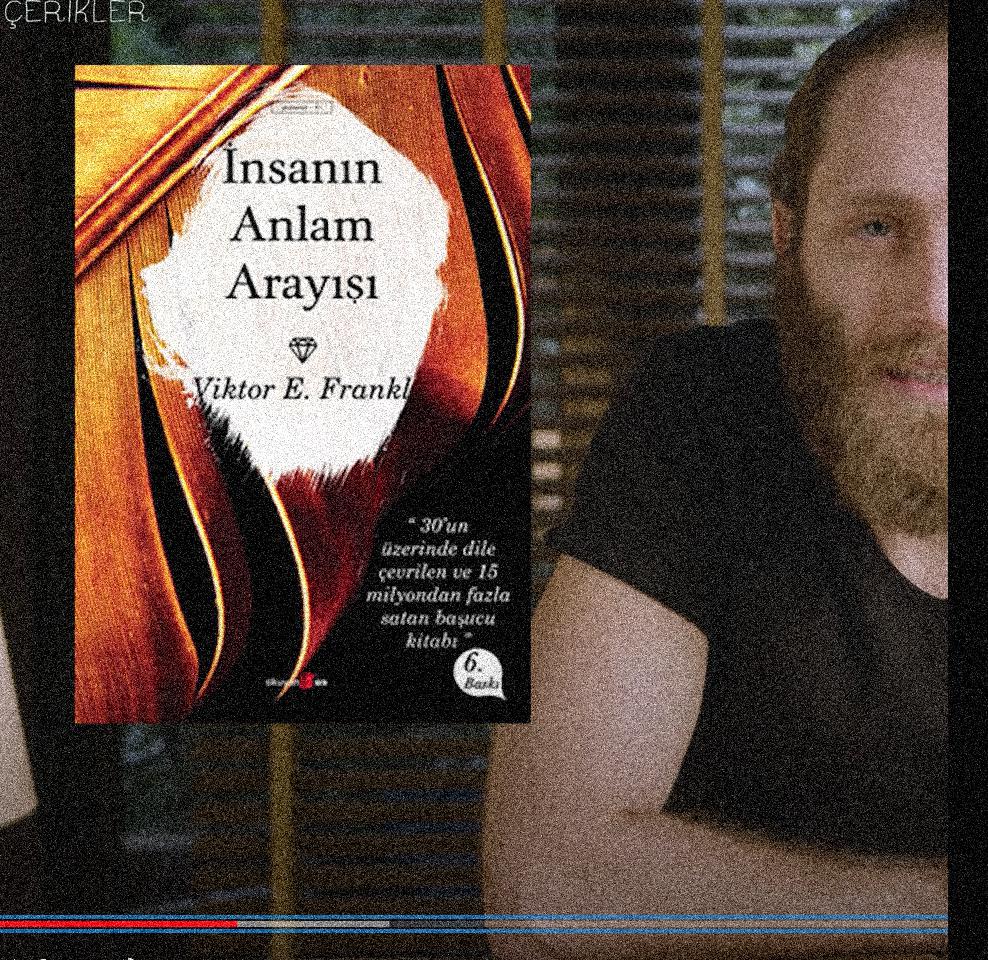 ÇERİKLER
İnsanın
Anlam
Arayışı
Viktor E. Frankl
“ 30'un
üzerinde dile
çevrilen ve 15
milyondan fazla
satan başucu
kitabı ”
6.
Baskı